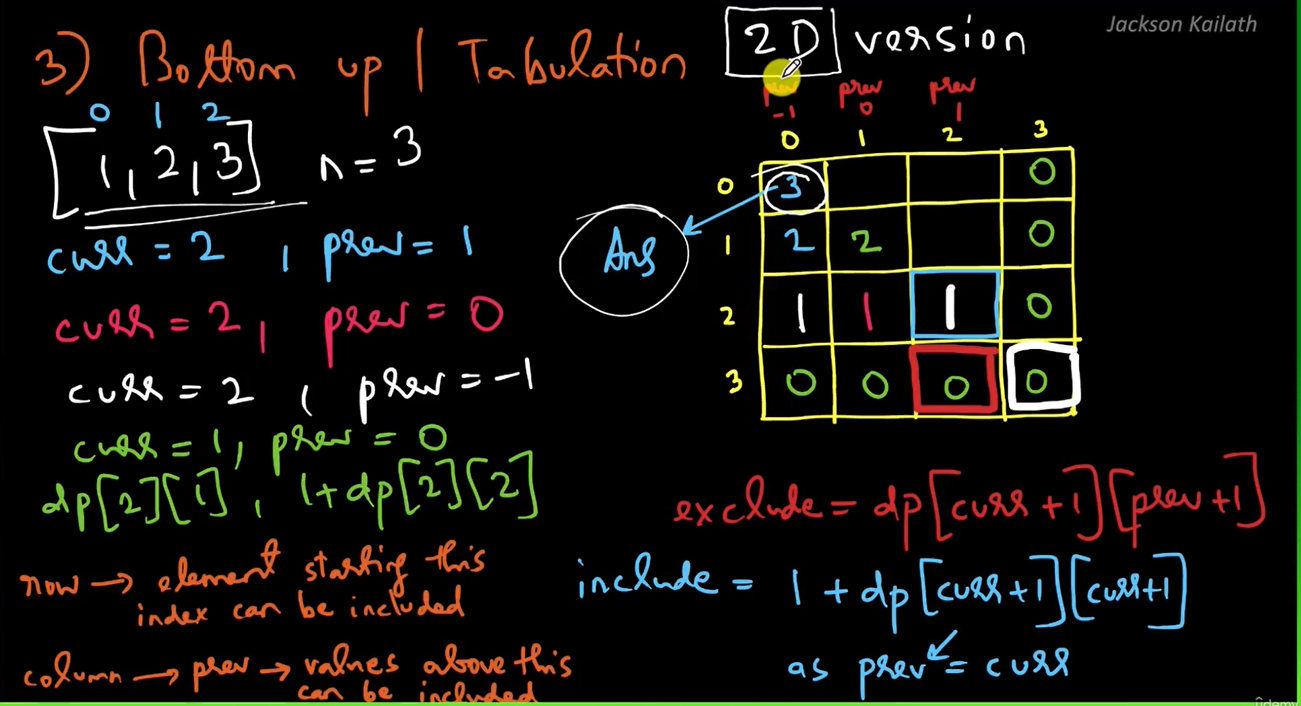 Jackson Kailath
3) Bottom up | Tabulation 2D version
prev -1 prev 0 prev 1
0 1 2
[1, 2, 3] n = 3
0 1 2 3
0 3 0
1 2 2 0
2 1 1 1 0
3 0 0 0 0
Ans
curr = 2, prev = 1
curr = 2, prev = 0
curr = 2, prev = -1
curr = 1, prev = 0
dp[2][1], 1+dp[2][2]
row → element starting this
index can be included
column → prev → values above this
can be included
exclude = dp[curr+1][prev+1]
include = 1 + dp[curr+1][curr+1]
as prev = curr
ûdemy